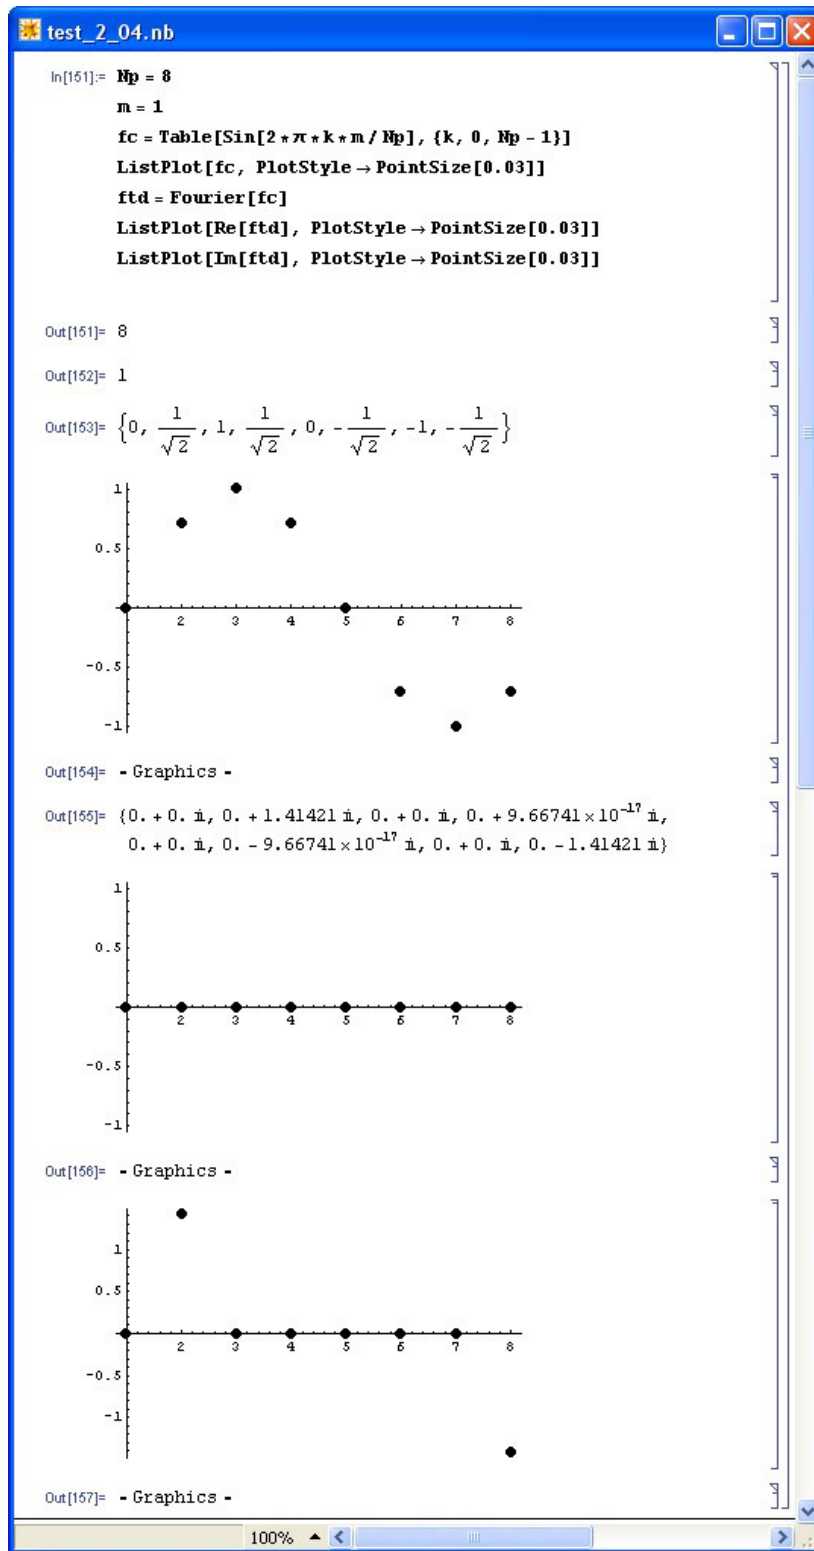 test_2_04.nb
In[151]:= Np = 8
m = 1
fc = Table[Sin[2 * π * k * m / Np], {k, 0, Np - 1}]
ListPlot[fc, PlotStyle → PointSize[0.03]]
ftd = Fourier[fc]
ListPlot[Re[ftd], PlotStyle → PointSize[0.03]]
ListPlot[Im[ftd], PlotStyle → PointSize[0.03]]
Out[151]= 8
Out[152]= 1
Out[153]= {0, 1/√2, 1, 1/√2, 0, -1/√2, -1, -1/√2}
1
0.5
2 3 4 5 6 7 8
-0.5
-1
Out[154]= - Graphics -
Out[155]= {0. + 0. ⅈ, 0. + 1.41421 ⅈ, 0. + 0. ⅈ, 0. + 9.66741×10⁻¹⁷ ⅈ,
0. + 0. ⅈ, 0. - 9.66741×10⁻¹⁷ ⅈ, 0. + 0. ⅈ, 0. - 1.41421 ⅈ}
1
0.5
2 3 4 5 6 7 8
-0.5
-1
Out[156]= - Graphics -
1
0.5
2 3 4 5 6 7 8
-0.5
-1
Out[157]= - Graphics -
100%